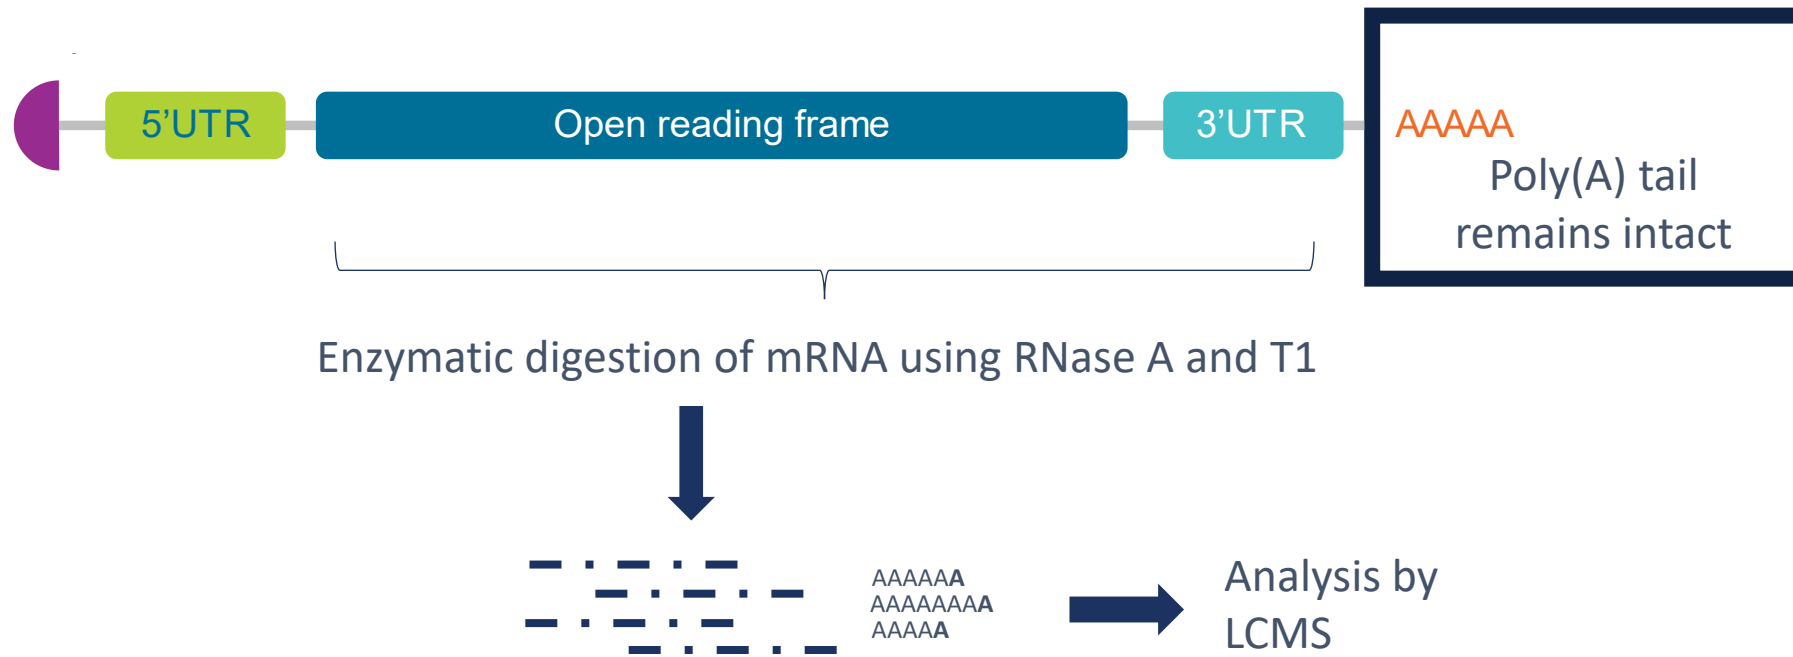 5'UTR
Open reading frame
3'UTR
AAAAA
Poly(A) tail
remains intact
Enzymatic digestion of mRNA using RNase A and T1
AAAAAA
AAAAAAAA
AAAAA
Analysis by
LCMS